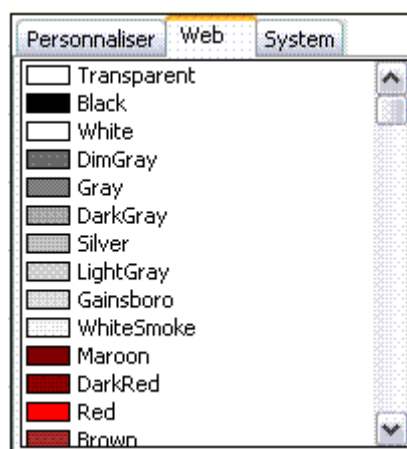 Personnaliser Web System
Transparent
Black
White
DimGray
Gray
DarkGray
Silver
LightGray
Gainsboro
WhiteSmoke
Maroon
DarkRed
Red
Brown